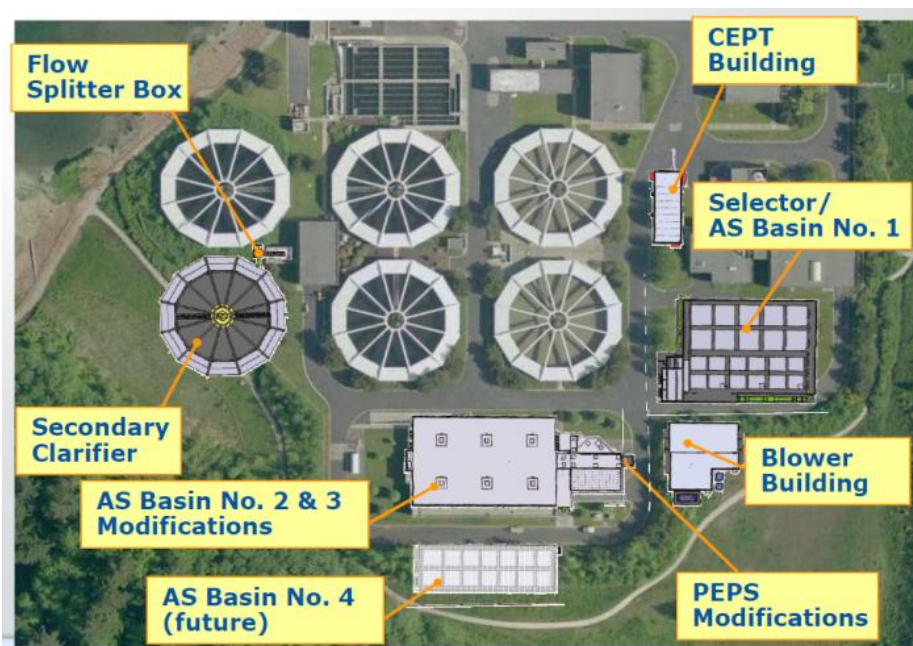 Flow
Splitter Box
CEPT
Building
Selector/
AS Basin No. 1
Secondary
Clarifier
Blower
Building
AS Basin No. 2 & 3
Modifications
AS Basin No. 4
(future)
PEPS
Modifications